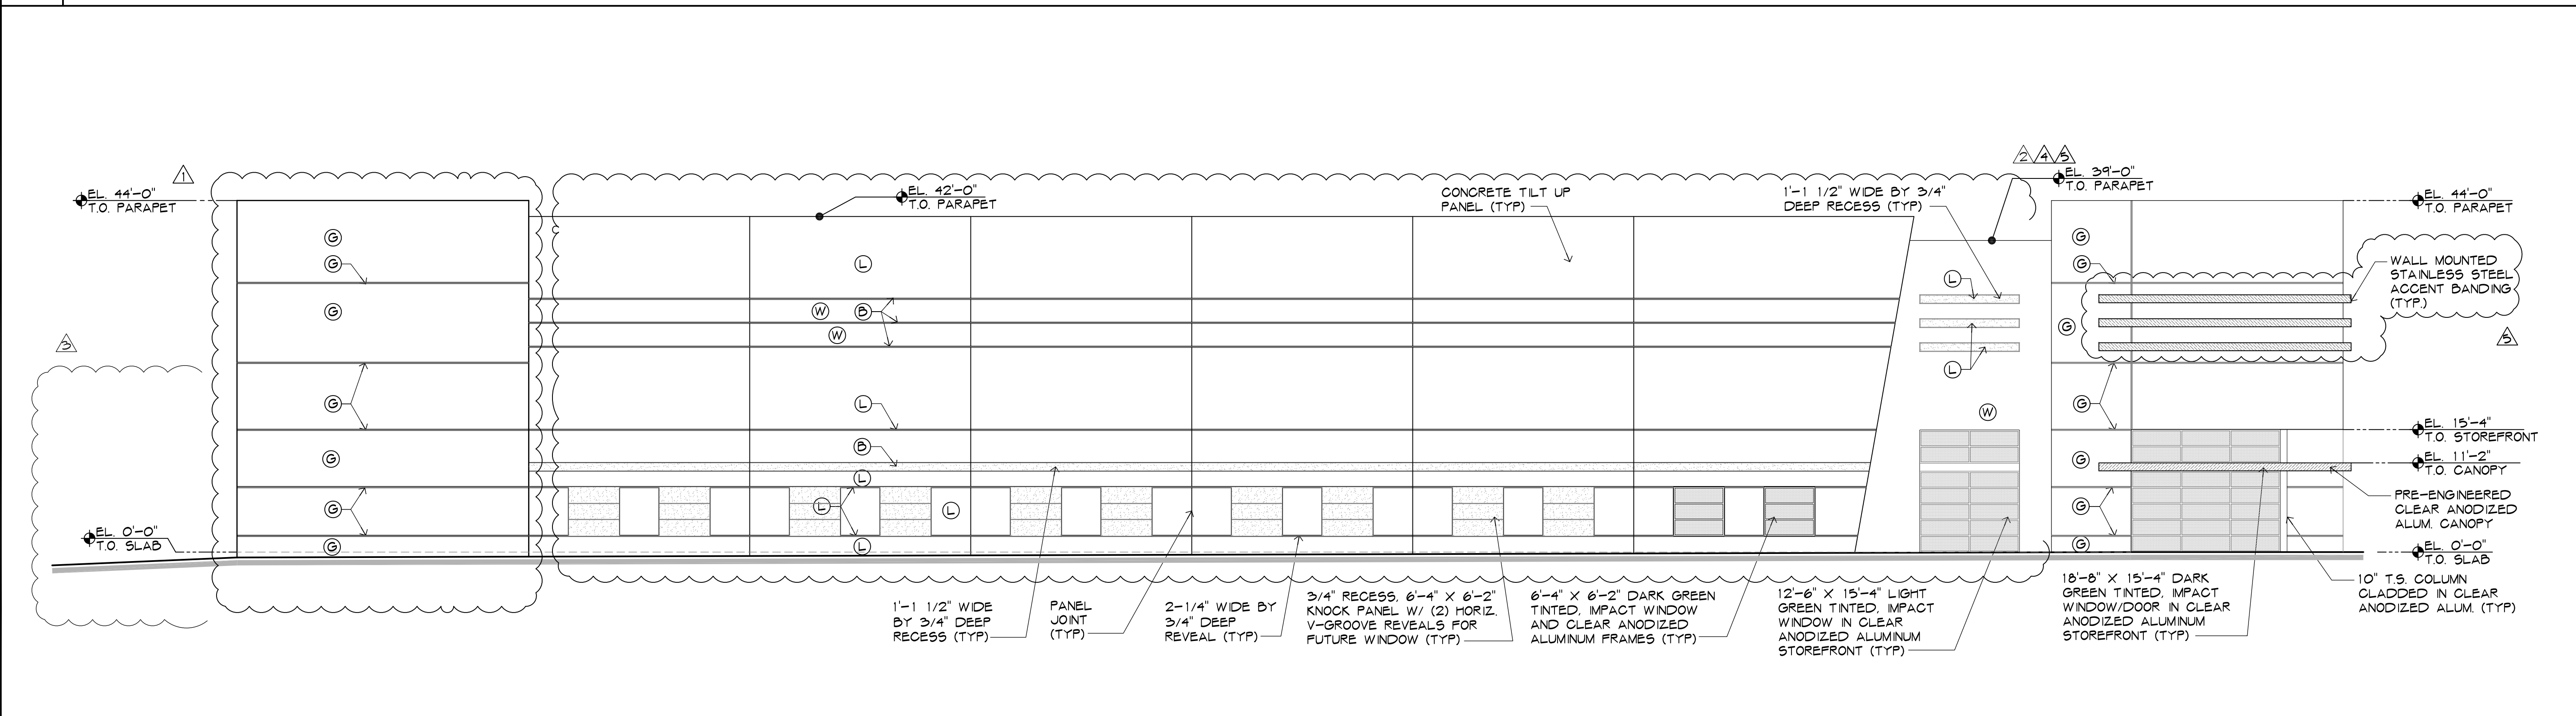 1
EL. 44'-0"
T.O. PARAPET
EL. 42'-0"
T.O. PARAPET
CONCRETE TILT UP
PANEL (TYP)
1'-1 1/2" WIDE BY 3/4"
DEEP RECESS (TYP)
2 4 5
EL. 39'-0"
T.O. PARAPET
EL. 44'-0"
T.O. PARAPET
G
G
G
G
G
G
G
3
EL. 0'-0"
T.O. SLAB
L
W
B
W
L
B
L
L
L
L
L
L
W
G
G
G
G
G
G
G
WALL MOUNTED
STAINLESS STEEL
ACCENT BANDING
(TYP.)
5
EL. 15'-4"
T.O. STOREFRONT
EL. 11'-2"
T.O. CANOPY
PRE-ENGINEERED
CLEAR ANODIZED
ALUM. CANOPY
EL. 0'-0"
T.O. SLAB
1'-1 1/2" WIDE
BY 3/4" DEEP
RECESS (TYP)
PANEL
JOINT
(TYP)
2-1/4" WIDE BY
3/4" DEEP
REVEAL (TYP)
3/4" RECESS, 6'-4" X 6'-2"
KNOCK PANEL W/ (2) HORIZ.
V-GROOVE REVEALS FOR
FUTURE WINDOW (TYP)
6'-4" X 6'-2" DARK GREEN
TINTED, IMPACT WINDOW
AND CLEAR ANODIZED
ALUMINUM FRAMES (TYP)
12'-6" X 15'-4" LIGHT
GREEN TINTED, IMPACT
WINDOW IN CLEAR
ANODIZED ALUMINUM
STOREFRONT (TYP)
18'-8" X 15'-4" DARK
GREEN TINTED, IMPACT
WINDOW/DOOR IN CLEAR
ANODIZED ALUMINUM
STOREFRONT (TYP)
10" T.S. COLUMN
CLADDED IN CLEAR
ANODIZED ALUM. (TYP)